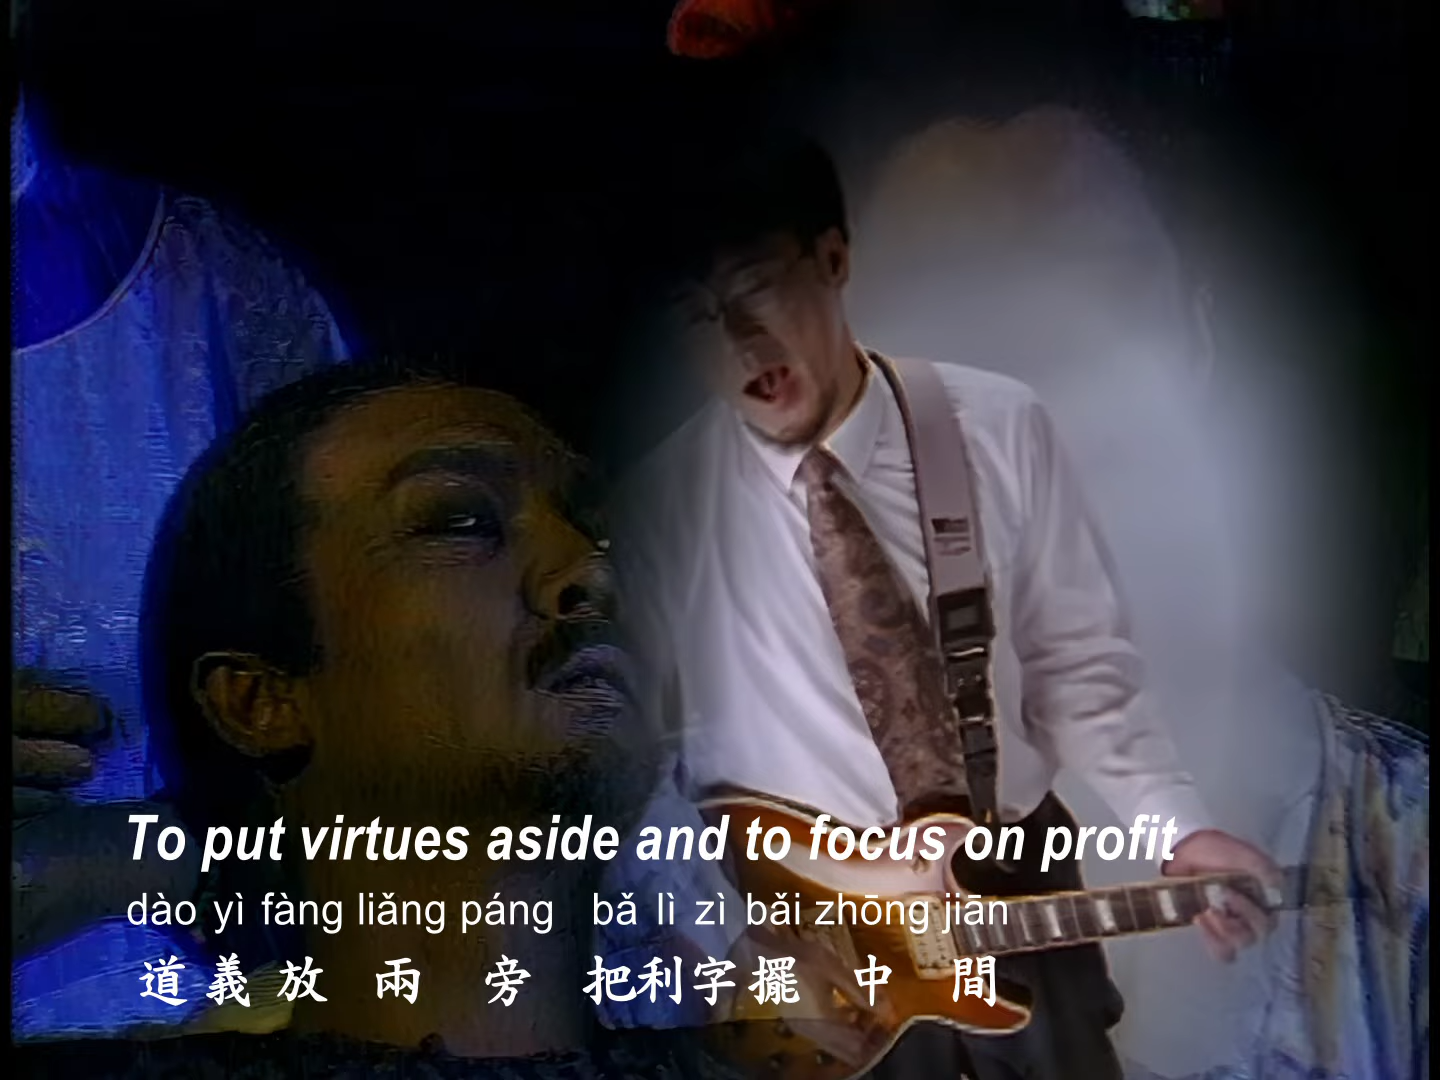 To put virtues aside and to focus on profit
dào yì fàng liǎng páng bǎ lì zì bǎi zhōng jiān
道義放兩旁 把利字擺中間